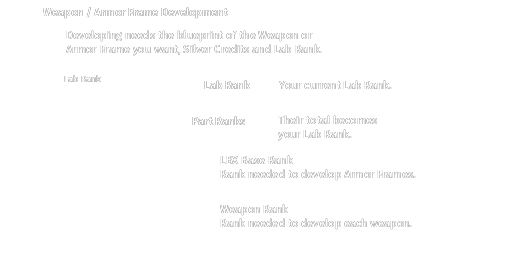 Weapon / Armor Frame Development
Developing needs the blueprint of the Weapon or
Armor Frame you want, Silver Credits and Lab Rank.
Lab Rank
Lab Rank
Your current Lab Rank.
Part Ranks
Their total becomes
your Lab Rank.
LBX Base Rank
Rank needed to develop Armor Frames.
Weapon Rank
Rank needed to develop each weapon.